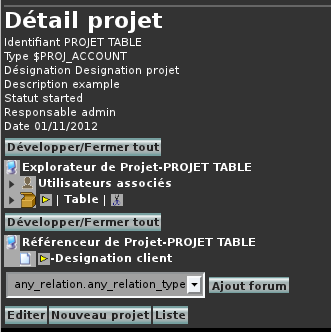 Détail projet
Identifiant PROJET TABLE
Type $PROJ_ACCOUNT
Désignation Designation projet
Description example
Statut started
Responsable admin
Date 01/11/2012
Développer/Fermer tout
Explorateur de Projet-PROJET TABLE
Utilisateurs associés
| Table |
Développer/Fermer tout
Référenceur de Projet-PROJET TABLE
-Designation client
any_relation.any_relation_type Ajout forum
Editer Nouveau projet Liste